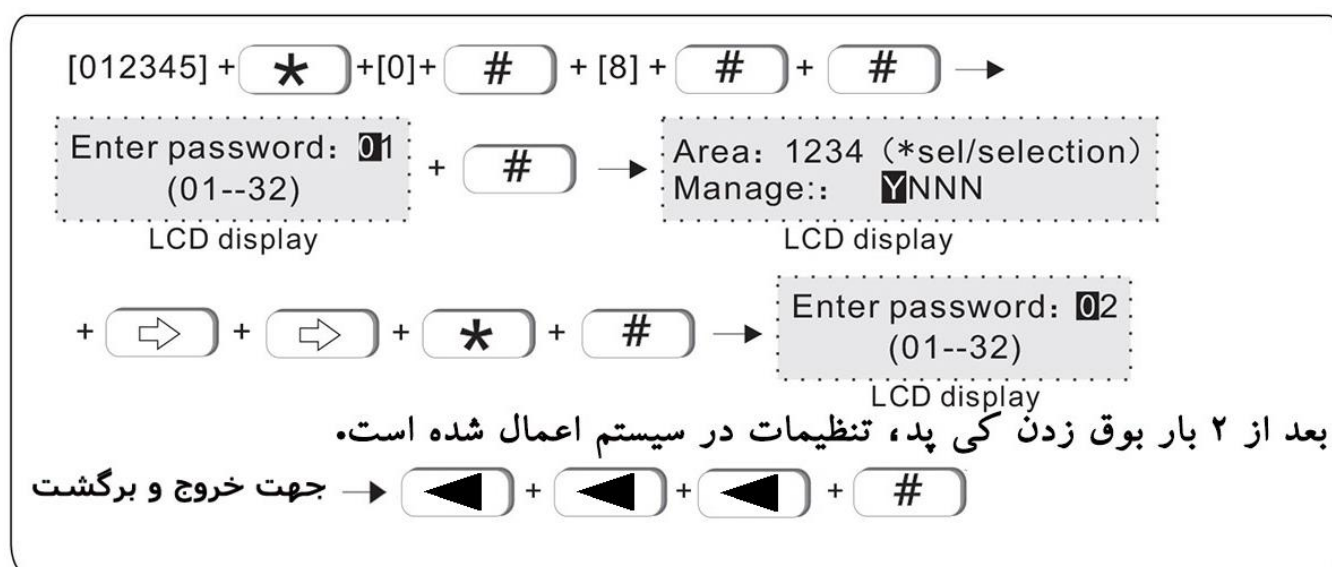 [012345] + * +[0]+ # + [8] + # + # →
Enter password: 01 + # → Area: 1234 (*sel/selection)
(01--32) Manage:: YNNN
LCD display LCD display
+ ⇨ + ⇨ + * + # → Enter password: 02
(01--32)
LCD display
بعد از ۲ بار بوق زدن کی پد، تنظیمات در سیستم اعمال شده است.
جهت خروج و برگشت → ◀ + ◀ + ◀ + #